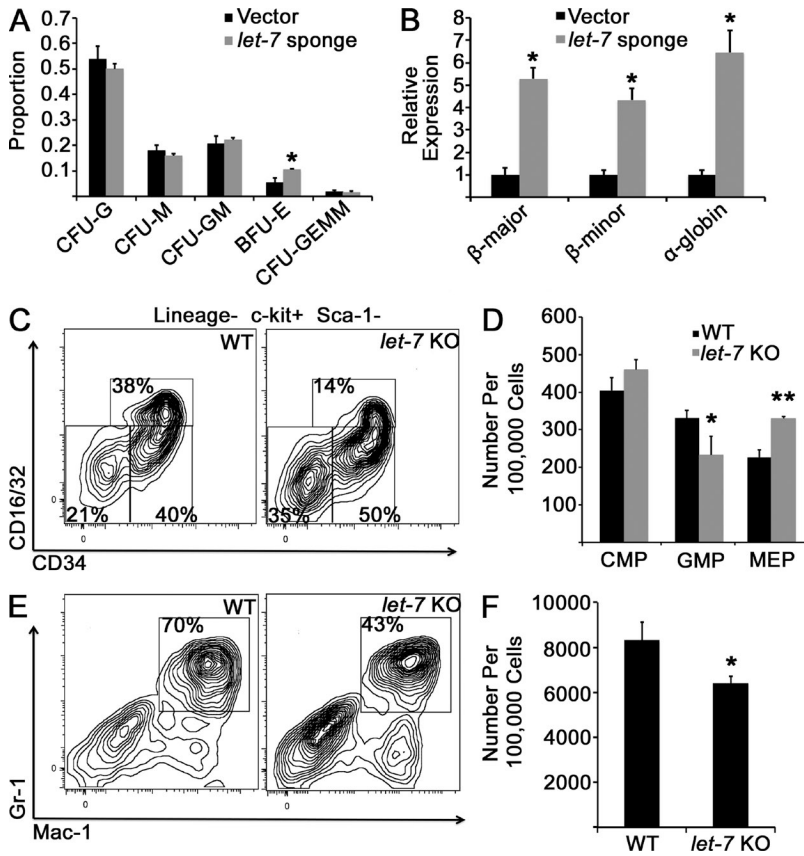 A
Proportion
0.7
0.6
0.5
0.4
0.3
0.2
0.1
Vector
let-7 sponge
*
CFU-G
CFU-M
CFU-GM
BFU-E
CFU-GEMM
B
Relative
Expression
8
7
6
5
4
3
2
1
Vector
let-7 sponge
*
*
*
β-major
β-minor
α-globin
C
Lineage- c-kit+ Sca-1-
WT
38%
21%
40%
let-7 KO
14%
35%
50%
0
0
0
CD16/32
CD34
D
Number Per
100,000 Cells
600
500
400
300
200
100
WT
let-7 KO
*
**
CMP
GMP
MEP
E
WT
70%
let-7 KO
43%
0
0
0
Gr-1
Mac-1
F
Number Per
100,000 Cells
10000
8000
6000
4000
2000
*
WT
let-7 KO